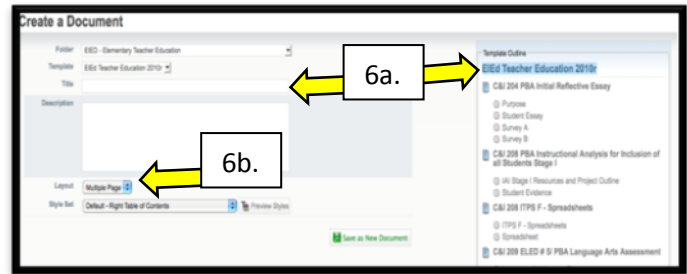 Create a Document
Folder
EIED - Elementary Teacher Education
Template
ElEd Teacher Education 2010r
Title
Description
Layout
Multiple Page
Style Set
Default - Right Table of Contents
Preview Styles
Save as New Document
6a.
6b.
Template Outline
ElEd Teacher Education 2010r
C&I 204 PBA Initial Reflective Essay
Purpose
Student Essay
Survey A
Survey B
C&I 208 PBA Instructional Analysis for Inclusion of
all Students Stage I
IAI Stage I Resources and Project Outline
Student Evidence
C&I 208 ITPS F - Spreadsheets
ITPS F - Spreadsheets
Spreadsheet
C&I 209 ELED # 5/ PBA Language Arts Assessment